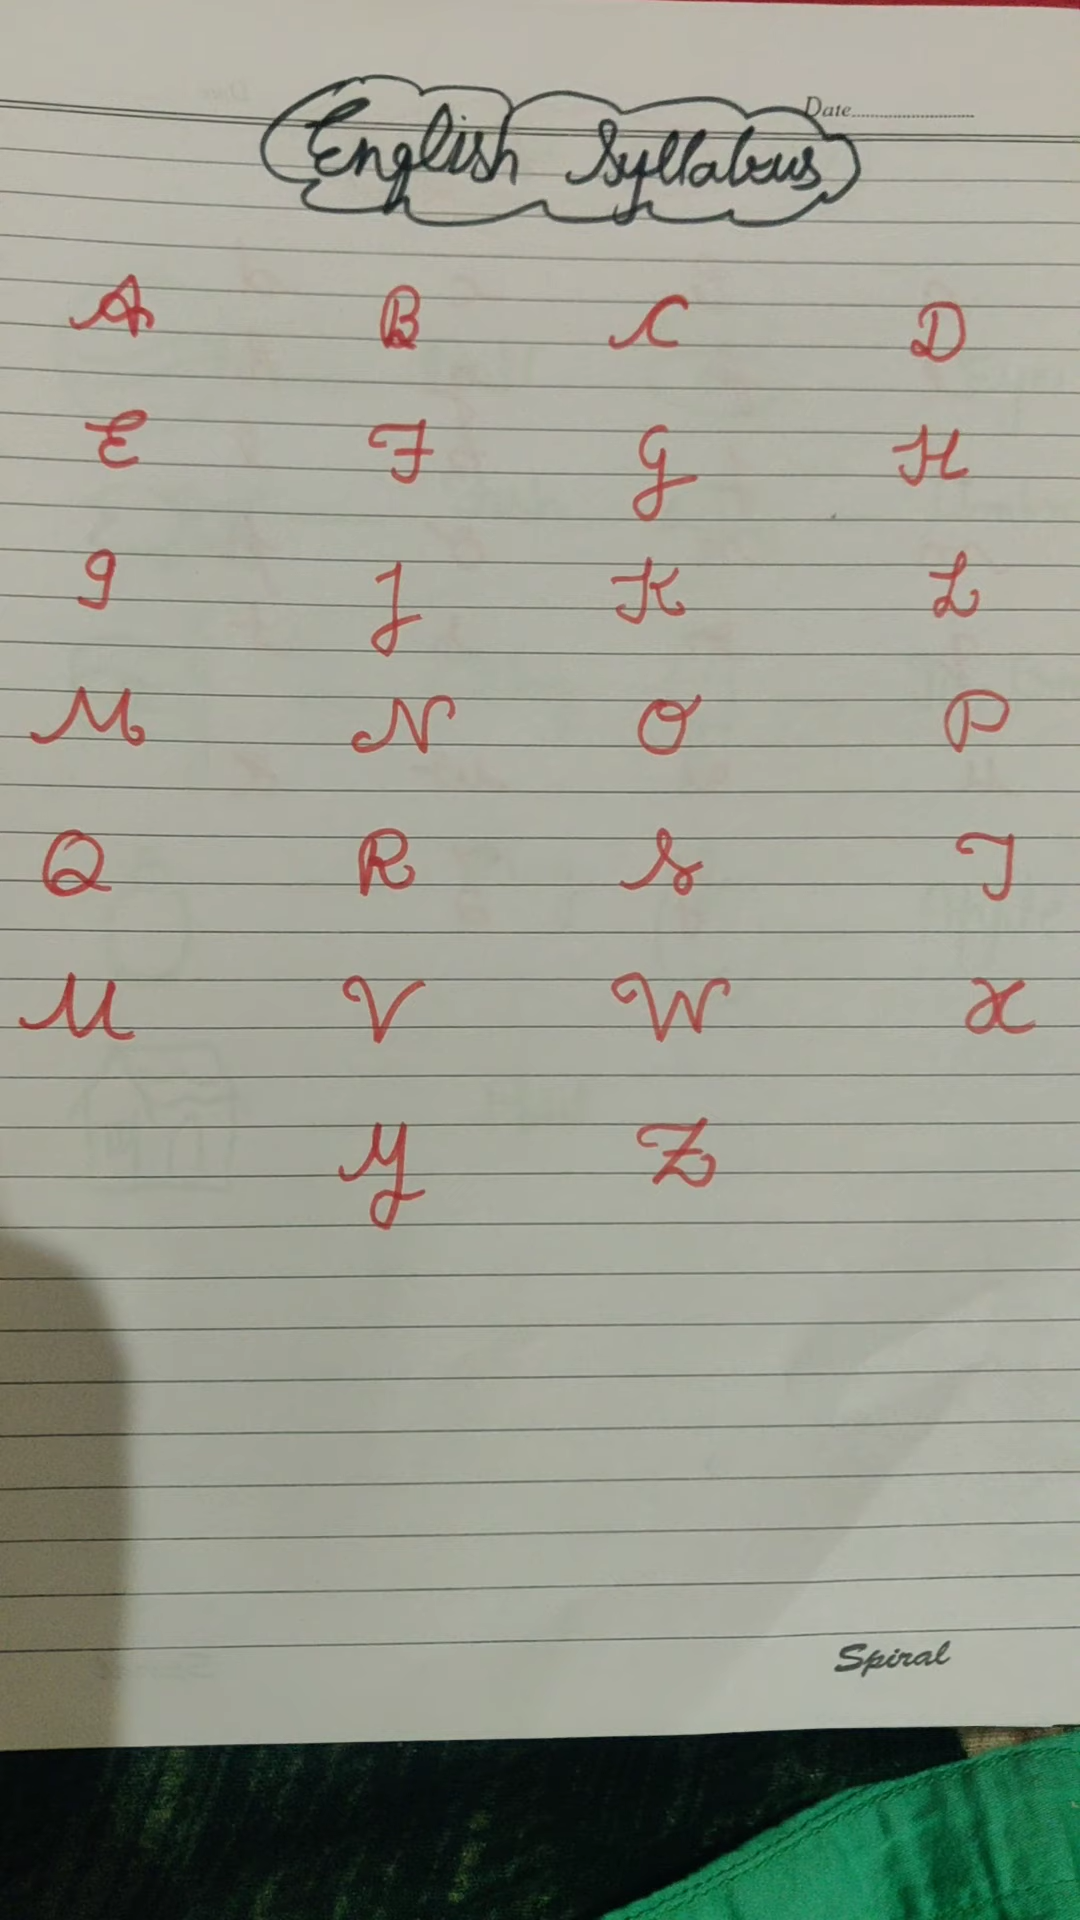 Date
English Syllabus
A B C D
E F G H
I J K L
M N O P
Q R S T
U V W X
Y Z
Spiral